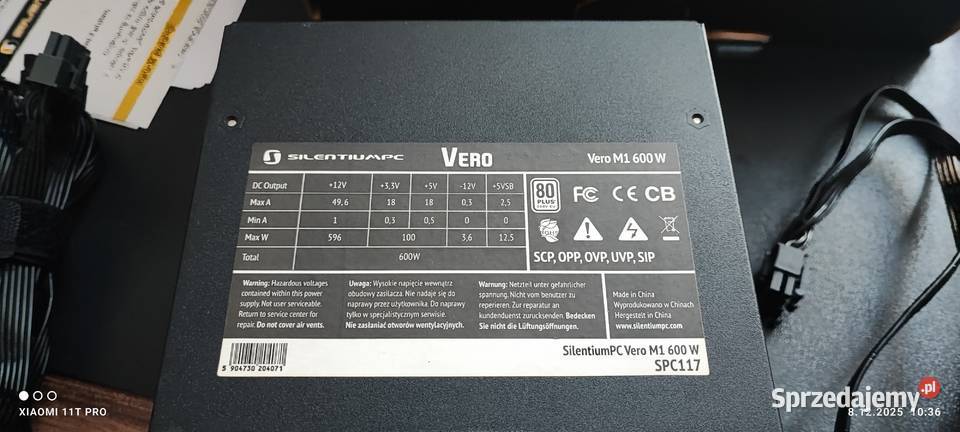 SILENTIUMPC VERO Vero M1 600 W
DC Output +12V +3,3V +5V -12V +5VSB
Max A 49,6 18 18 0,3 2,5
Min A 1 0,3 0,5 0 0
Max W 596 100 3,6 12.5
Total 600W
80 PLUS FC CE CB
SCP, OPP, OVP, UVP, SIP
Warning: Hazardous voltages
contained within this power
supply. Not user serviceable.
Return to service center for
repair. Do not cover air vents.
Uwaga: Wysokie napięcie wewnątrz
obudowy zasilacza. Nie nadaje się do
naprawy przez użytkownika. Do naprawy
tylko w specjalistycznym serwisie.
Nie zasłaniać otworów wentylacyjnych.
Warnung: Netzteil unter gefahrlicher
spannung. Nicht vom benutzer zu
reperieren. Zur reparatur an
kundendienst zurucksenden. Bedecken
Sie nicht die Lüftungsöffnungen.
Made in China
Wyprodukowano w Chinach
Hergestelt in China
www.silentiumpc.com
5 904730 204071
SilentiumPC Vero M1 600 W
SPC117
XIAOMI 11T PRO
Sprzedajemy.pl
8.12.2025 10:36